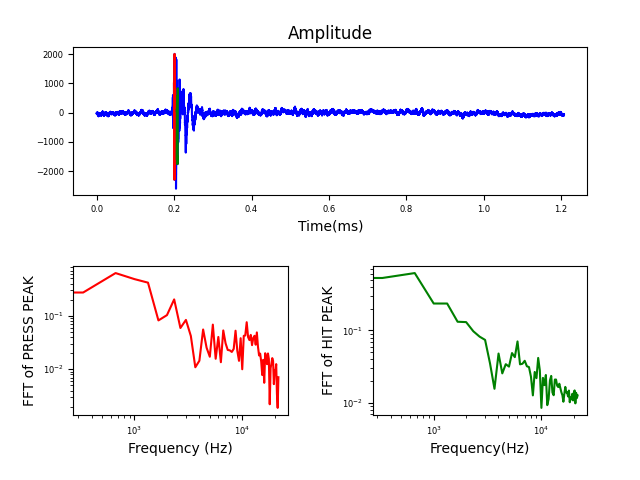 Amplitude
2000
1000
0
−1000
−2000
0.0 0.2 0.4 0.6 0.8 1.0 1.2
Time(ms)
FFT of PRESS PEAK
10⁻¹
10⁻²
10³ 10⁴
Frequency (Hz)
FFT of HIT PEAK
10⁻¹
10⁻²
10³ 10⁴
Frequency(Hz)